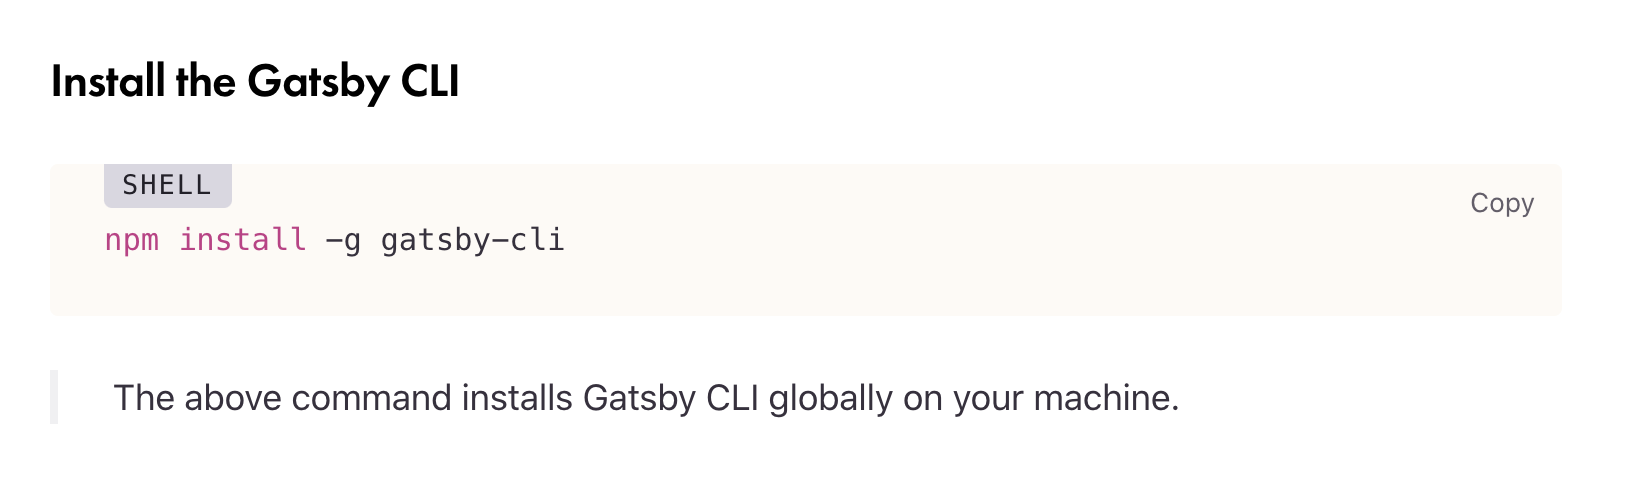 Install the Gatsby CLI
SHELL
Copy
npm install -g gatsby-cli
The above command installs Gatsby CLI globally on your machine.